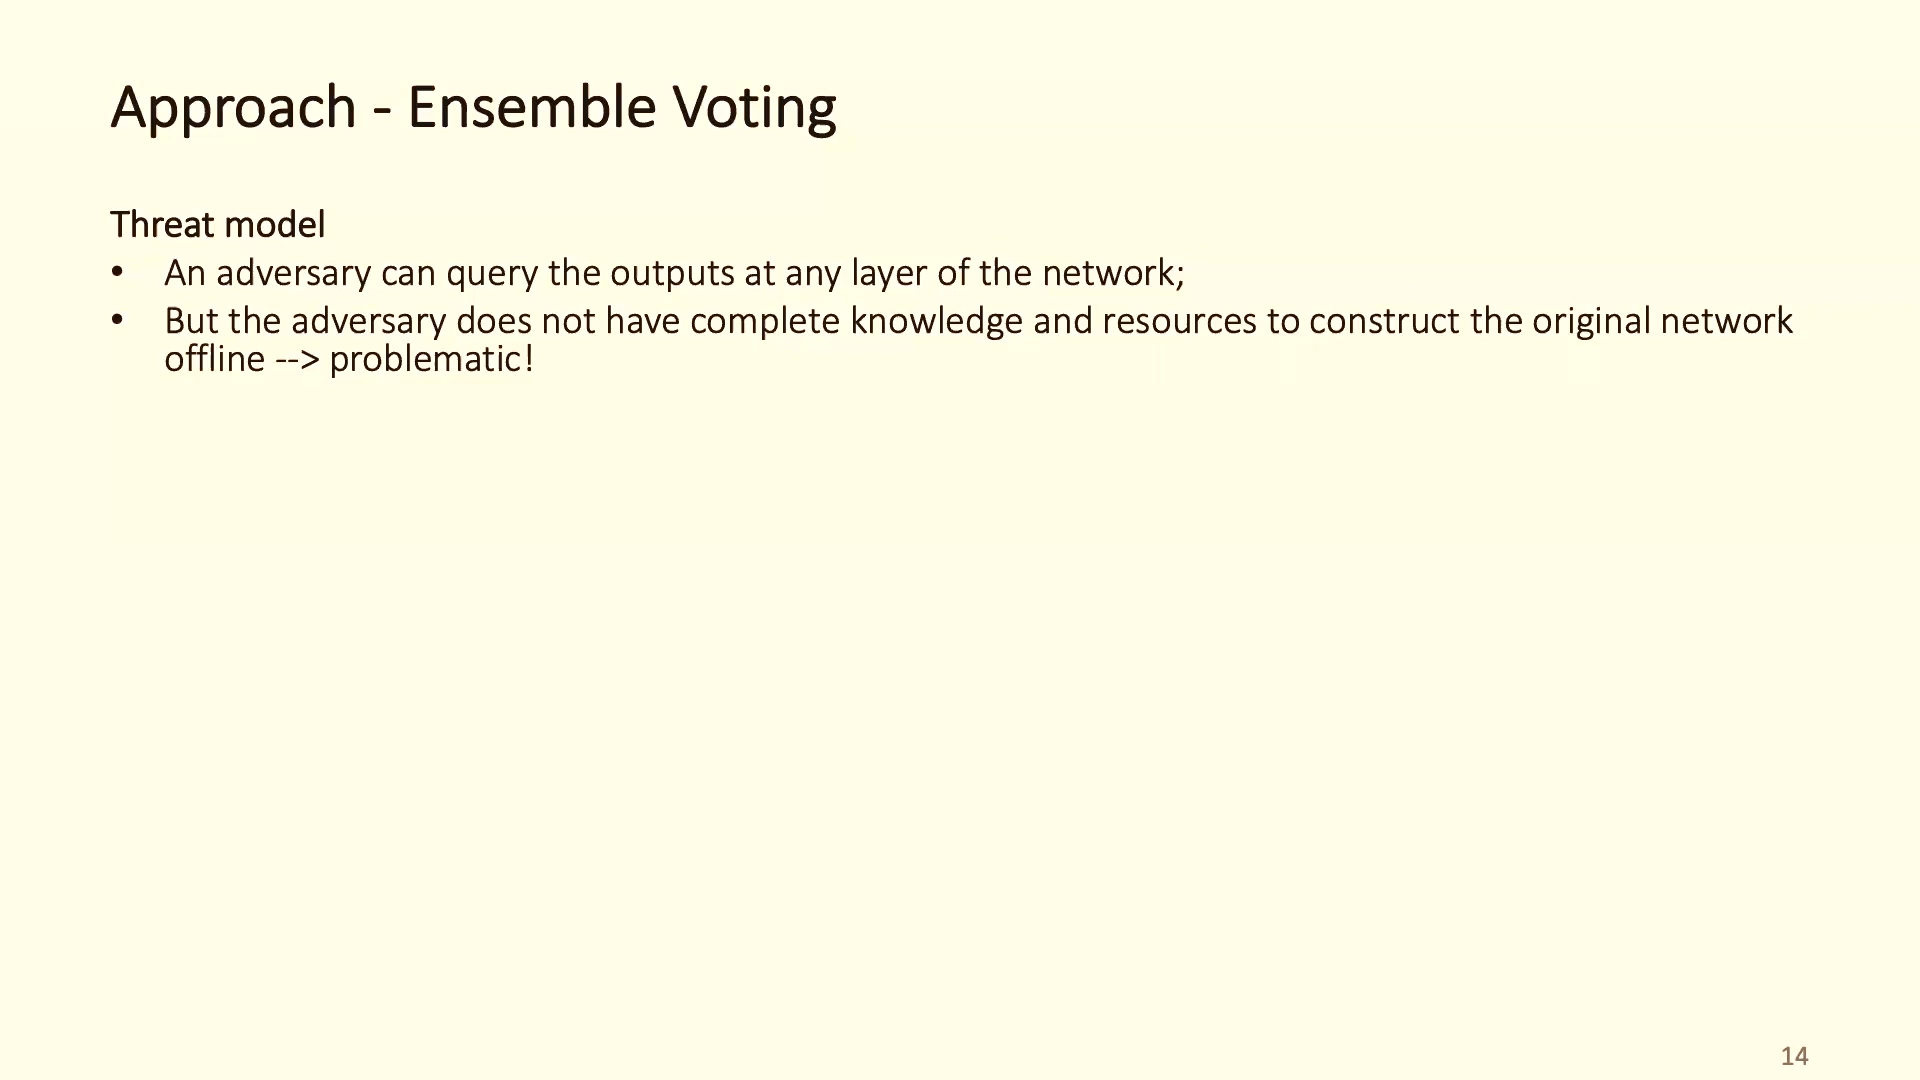 Approach - Ensemble Voting
Threat model
• An adversary can query the outputs at any layer of the network;
• But the adversary does not have complete knowledge and resources to construct the original network
offline --> problematic!
14